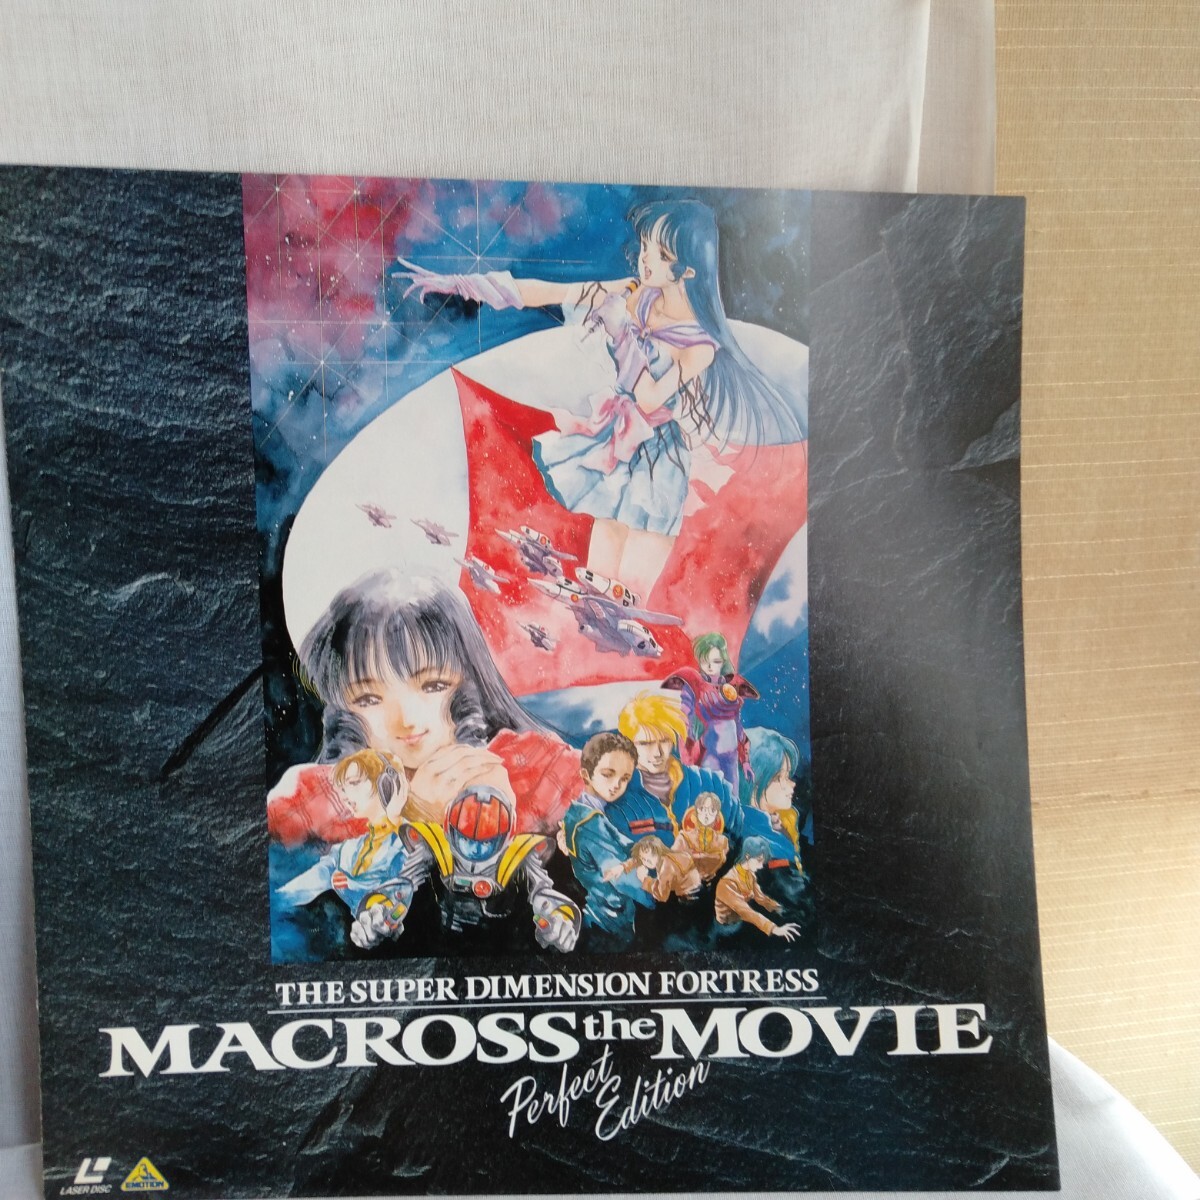 THE SUPER DIMENSION FORTRESS
MACROSS the MOVIE
Perfect
Edition
LASER DISC
EMOTION